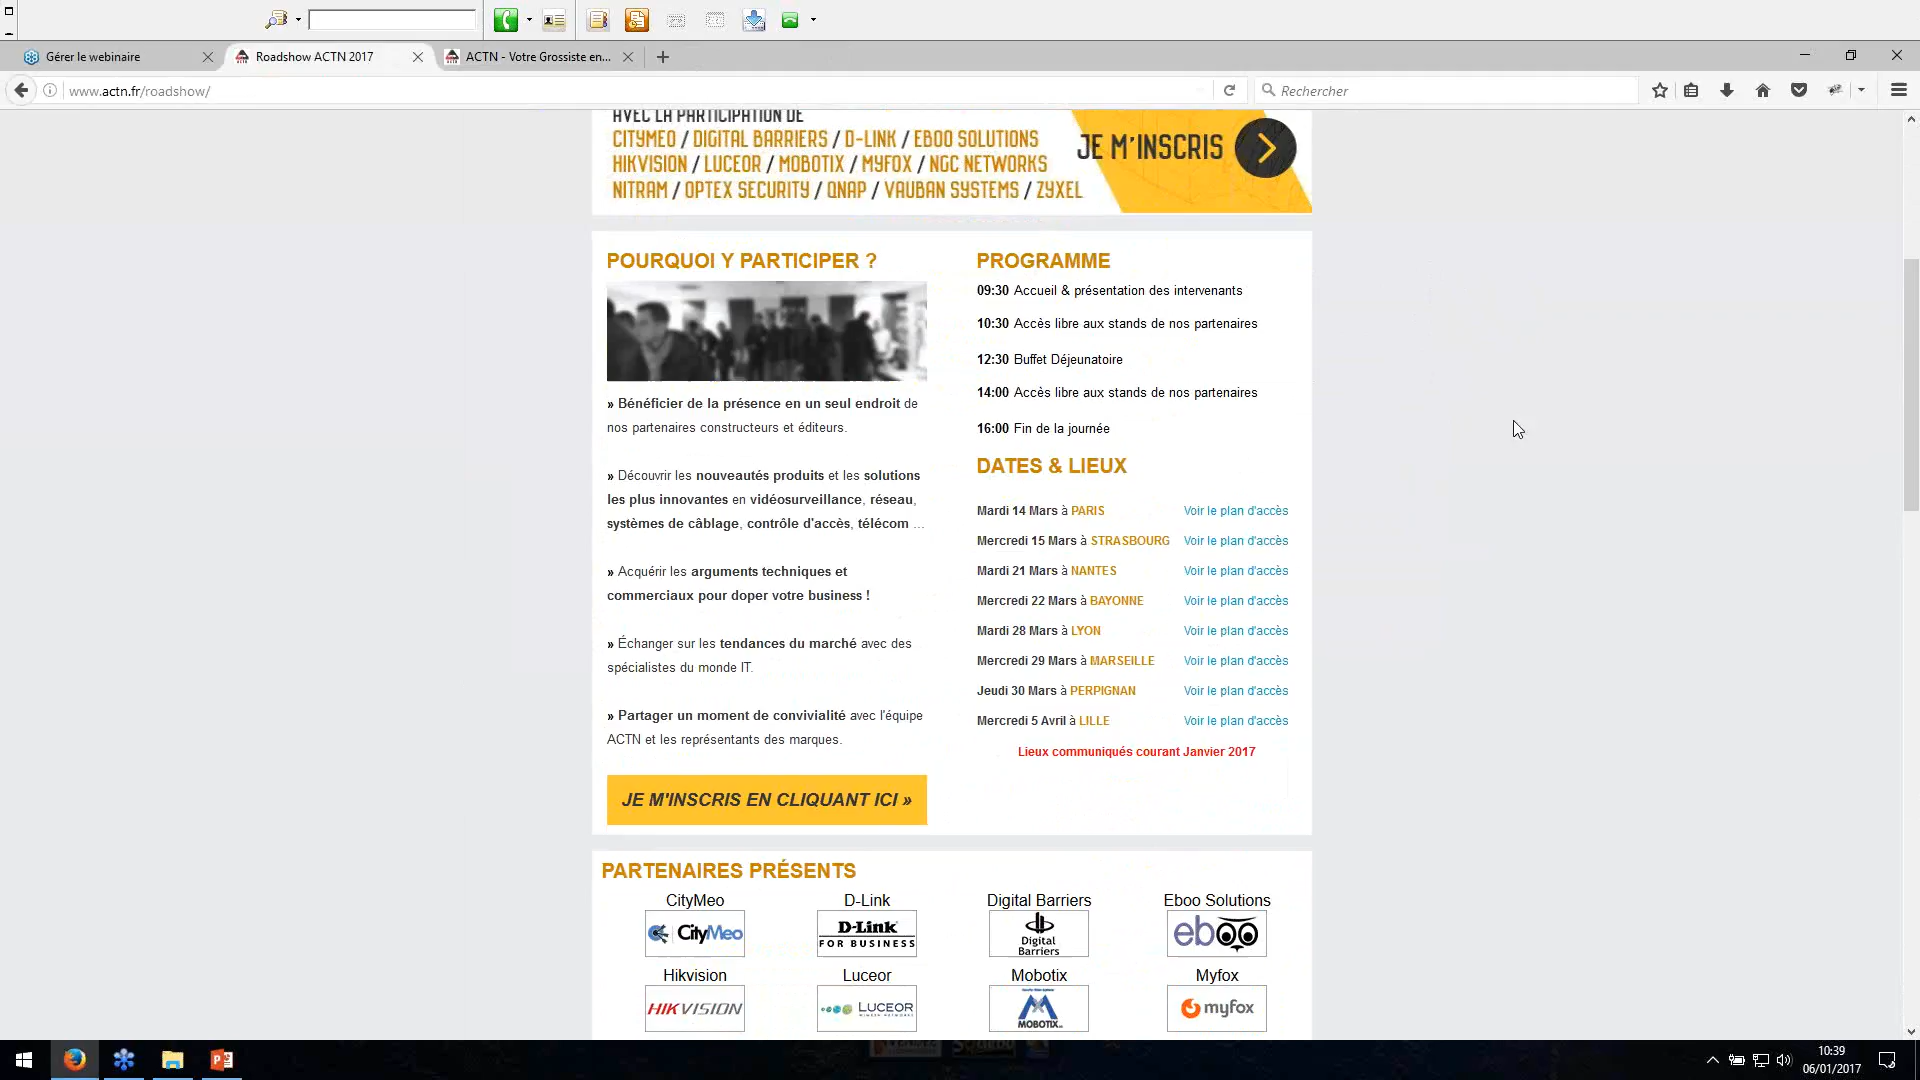 Gérer le webinaire
Roadshow ACTN 2017
ACTN - Votre Grossiste en...
www.actn.fr/roadshow/
Rechercher
AVEC LA PARTICIPATION DE
CITYMEO / DIGITAL BARRIERS / D-LINK / EBOO SOLUTIONS
HIKVISION / LUCEOR / MOBOTIX / MYFOX / NGC NETWORKS
NITRAM / OPTEX SECURITY / QNAP / VAUBAN SYSTEMS / ZYXEL
JE M'INSCRIS
POURQUOI Y PARTICIPER ?
» Bénéficier de la présence en un seul endroit de
nos partenaires constructeurs et éditeurs.
» Découvrir les nouveautés produits et les solutions
les plus innovantes en vidéosurveillance, réseau,
systèmes de câblage, contrôle d'accès, télécom ...
» Acquérir les arguments techniques et
commerciaux pour doper votre business !
» Échanger sur les tendances du marché avec des
spécialistes du monde IT.
» Partager un moment de convivialité avec l'équipe
ACTN et les représentants des marques.
JE M'INSCRIS EN CLIQUANT ICI »
PROGRAMME
09:30 Accueil & présentation des intervenants
10:30 Accès libre aux stands de nos partenaires
12:30 Buffet Déjeunatoire
14:00 Accès libre aux stands de nos partenaires
16:00 Fin de la journée
DATES & LIEUX
Mardi 14 Mars à PARIS Voir le plan d'accès
Mercredi 15 Mars à STRASBOURG Voir le plan d'accès
Mardi 21 Mars à NANTES Voir le plan d'accès
Mercredi 22 Mars à BAYONNE Voir le plan d'accès
Mardi 28 Mars à LYON Voir le plan d'accès
Mercredi 29 Mars à MARSEILLE Voir le plan d'accès
Jeudi 30 Mars à PERPIGNAN Voir le plan d'accès
Mercredi 5 Avril à LILLE Voir le plan d'accès
Lieux communiqués courant Janvier 2017
PARTENAIRES PRÉSENTS
CityMeo D-Link Digital Barriers Eboo Solutions
CityMeo
D-Link
FOR BUSINESS
Digital
Barriers
eboo
Hikvision Luceor Mobotix Myfox
HIKVISION
LUCEOR
MOBOTIX
myfox
10:39
06/01/2017